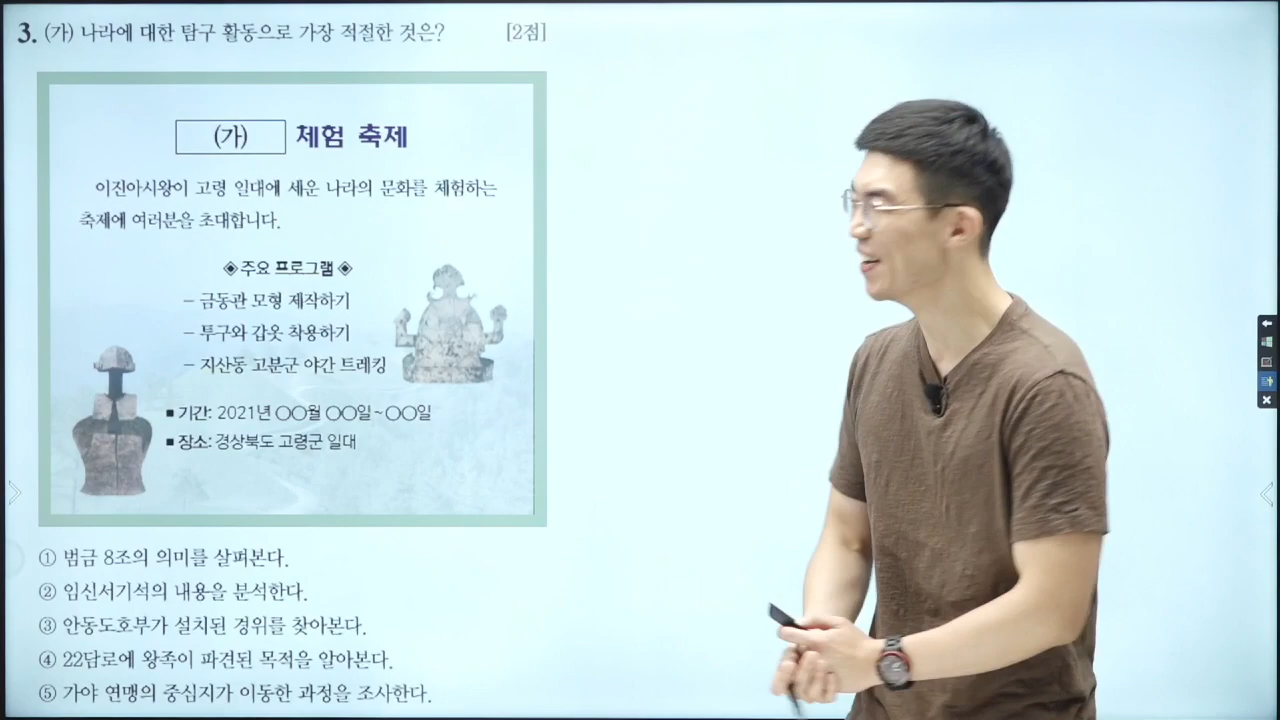 3. (가) 나라에 대한 탐구 활동으로 가장 적절한 것은? [2점]
(가) 체험 축제
이진아시왕이 고령 일대에 세운 나라의 문화를 체험하는
축제에 여러분을 초대합니다.
◈주요 프로그램◈
– 금동관 모형 제작하기
– 투구와 갑옷 착용하기
– 지산동 고분군 야간 트레킹
■ 기간: 2021년 ○○월 ○○일~○○일
■ 장소: 경상북도 고령군 일대
① 범금 8조의 의미를 살펴본다.
② 임신서기석의 내용을 분석한다.
③ 안동도호부가 설치된 경위를 찾아본다.
④ 22담로에 왕족이 파견된 목적을 알아본다.
⑤ 가야 연맹의 중심지가 이동한 과정을 조사한다.